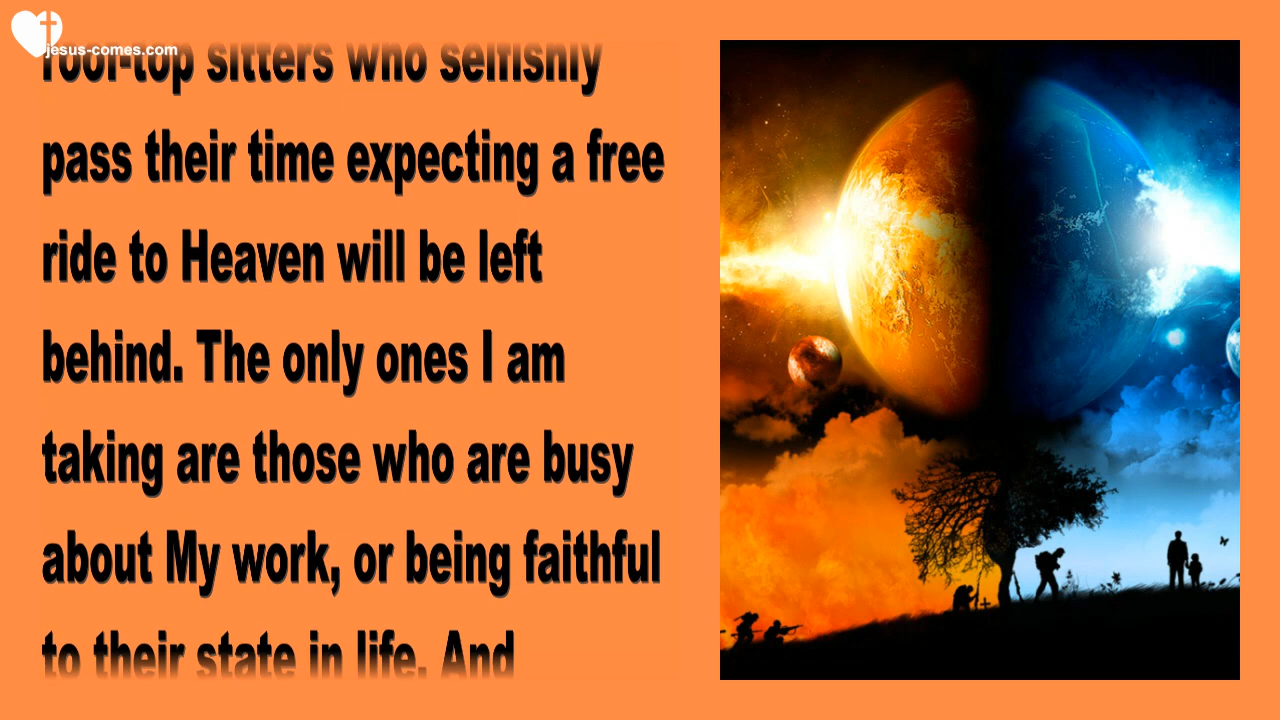 jesus-comes.com
roof-top sitters who selfishly
pass their time expecting a free
ride to Heaven will be left
behind. The only ones I am
taking are those who are busy
about My work, or being faithful
to their state in life. And